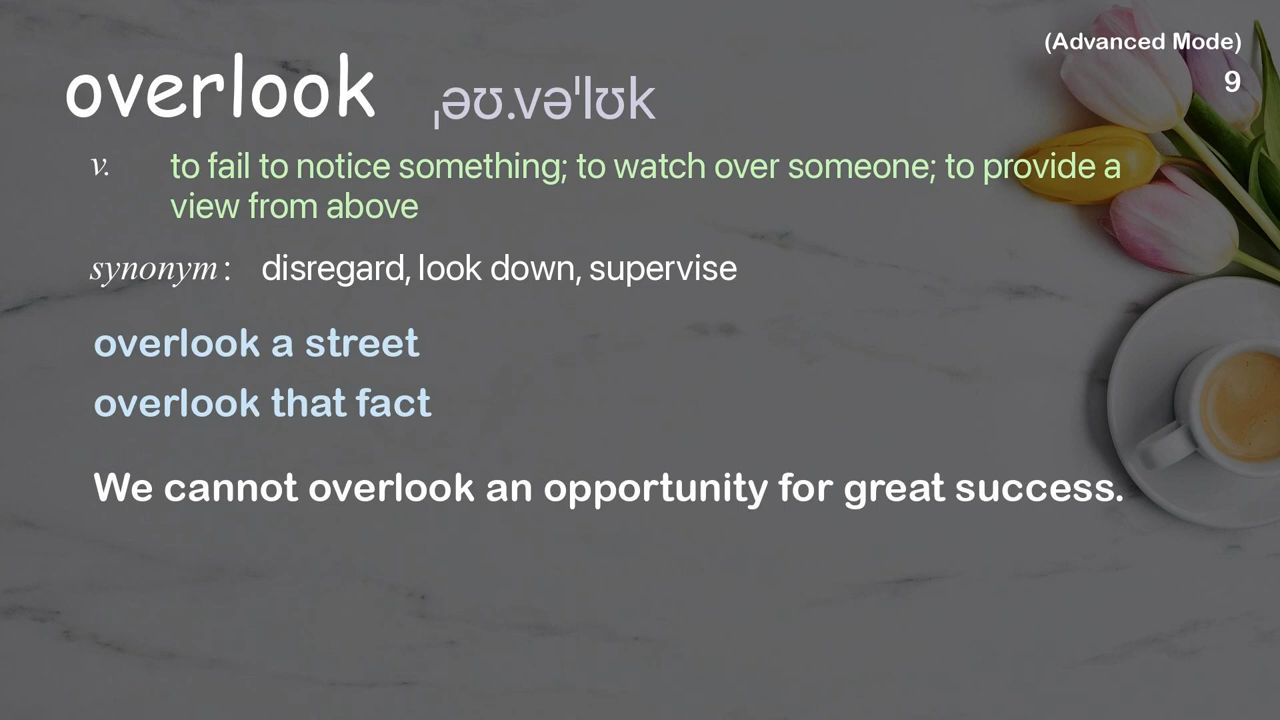 (Advanced Mode)
overlook ˌəʊ.vəˈlʊk
9
v. to fail to notice something; to watch over someone; to provide a
view from above
synonym: disregard, look down, supervise
overlook a street
overlook that fact
We cannot overlook an opportunity for great success.